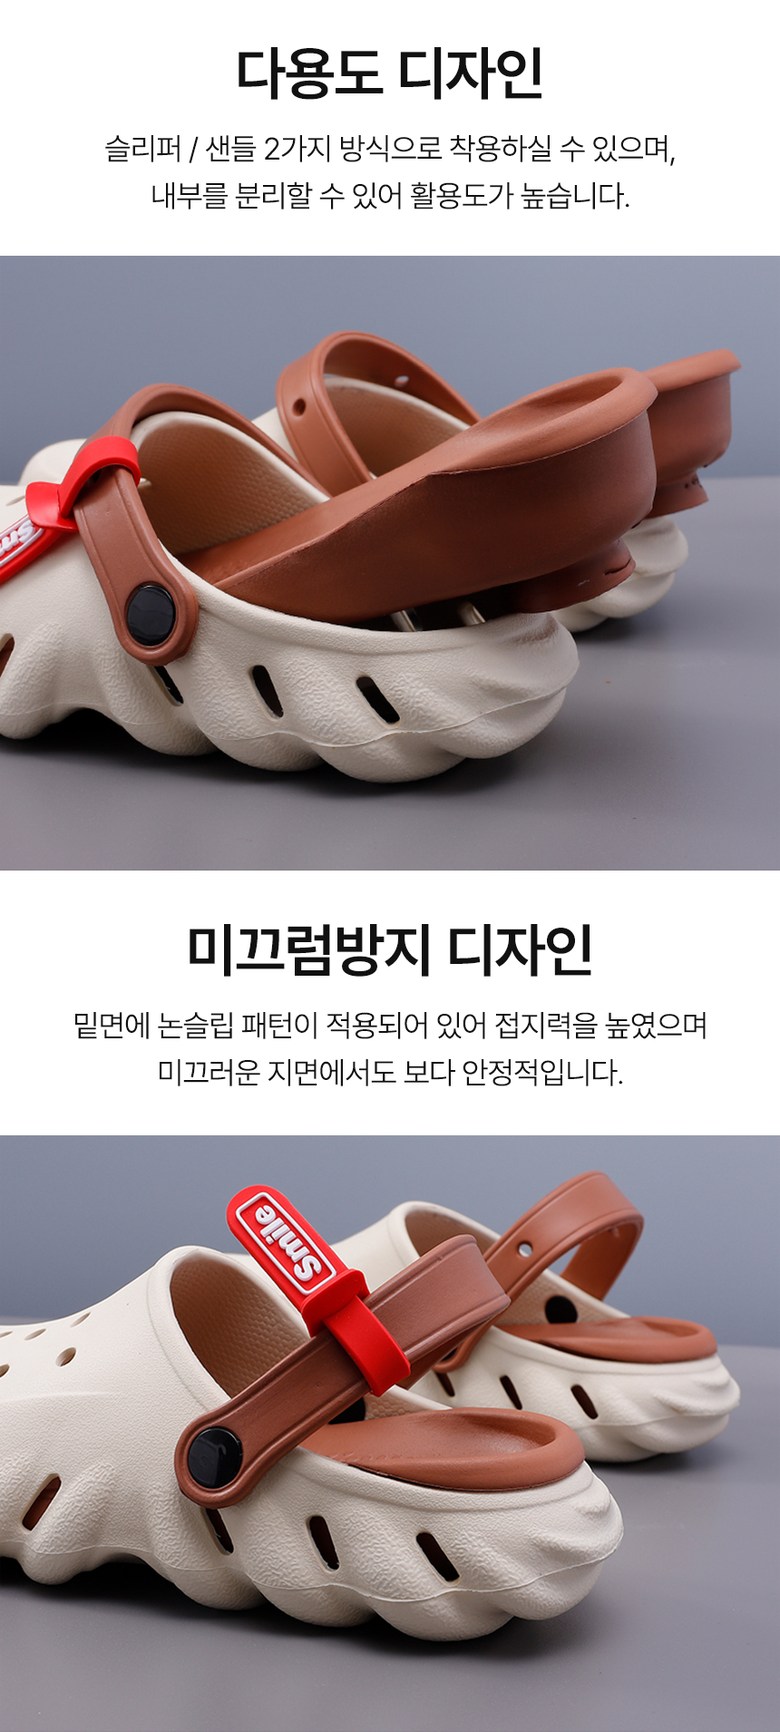 다용도 디자인
슬리퍼 / 샌들 2가지 방식으로 착용하실 수 있으며,
내부를 분리할 수 있어 활용도가 높습니다.
Sm
미끄럼방지 디자인
밑면에 논슬립 패턴이 적용되어 있어 접지력을 높였으며
미끄러운 지면에서도 보다 안정적입니다.
Smile